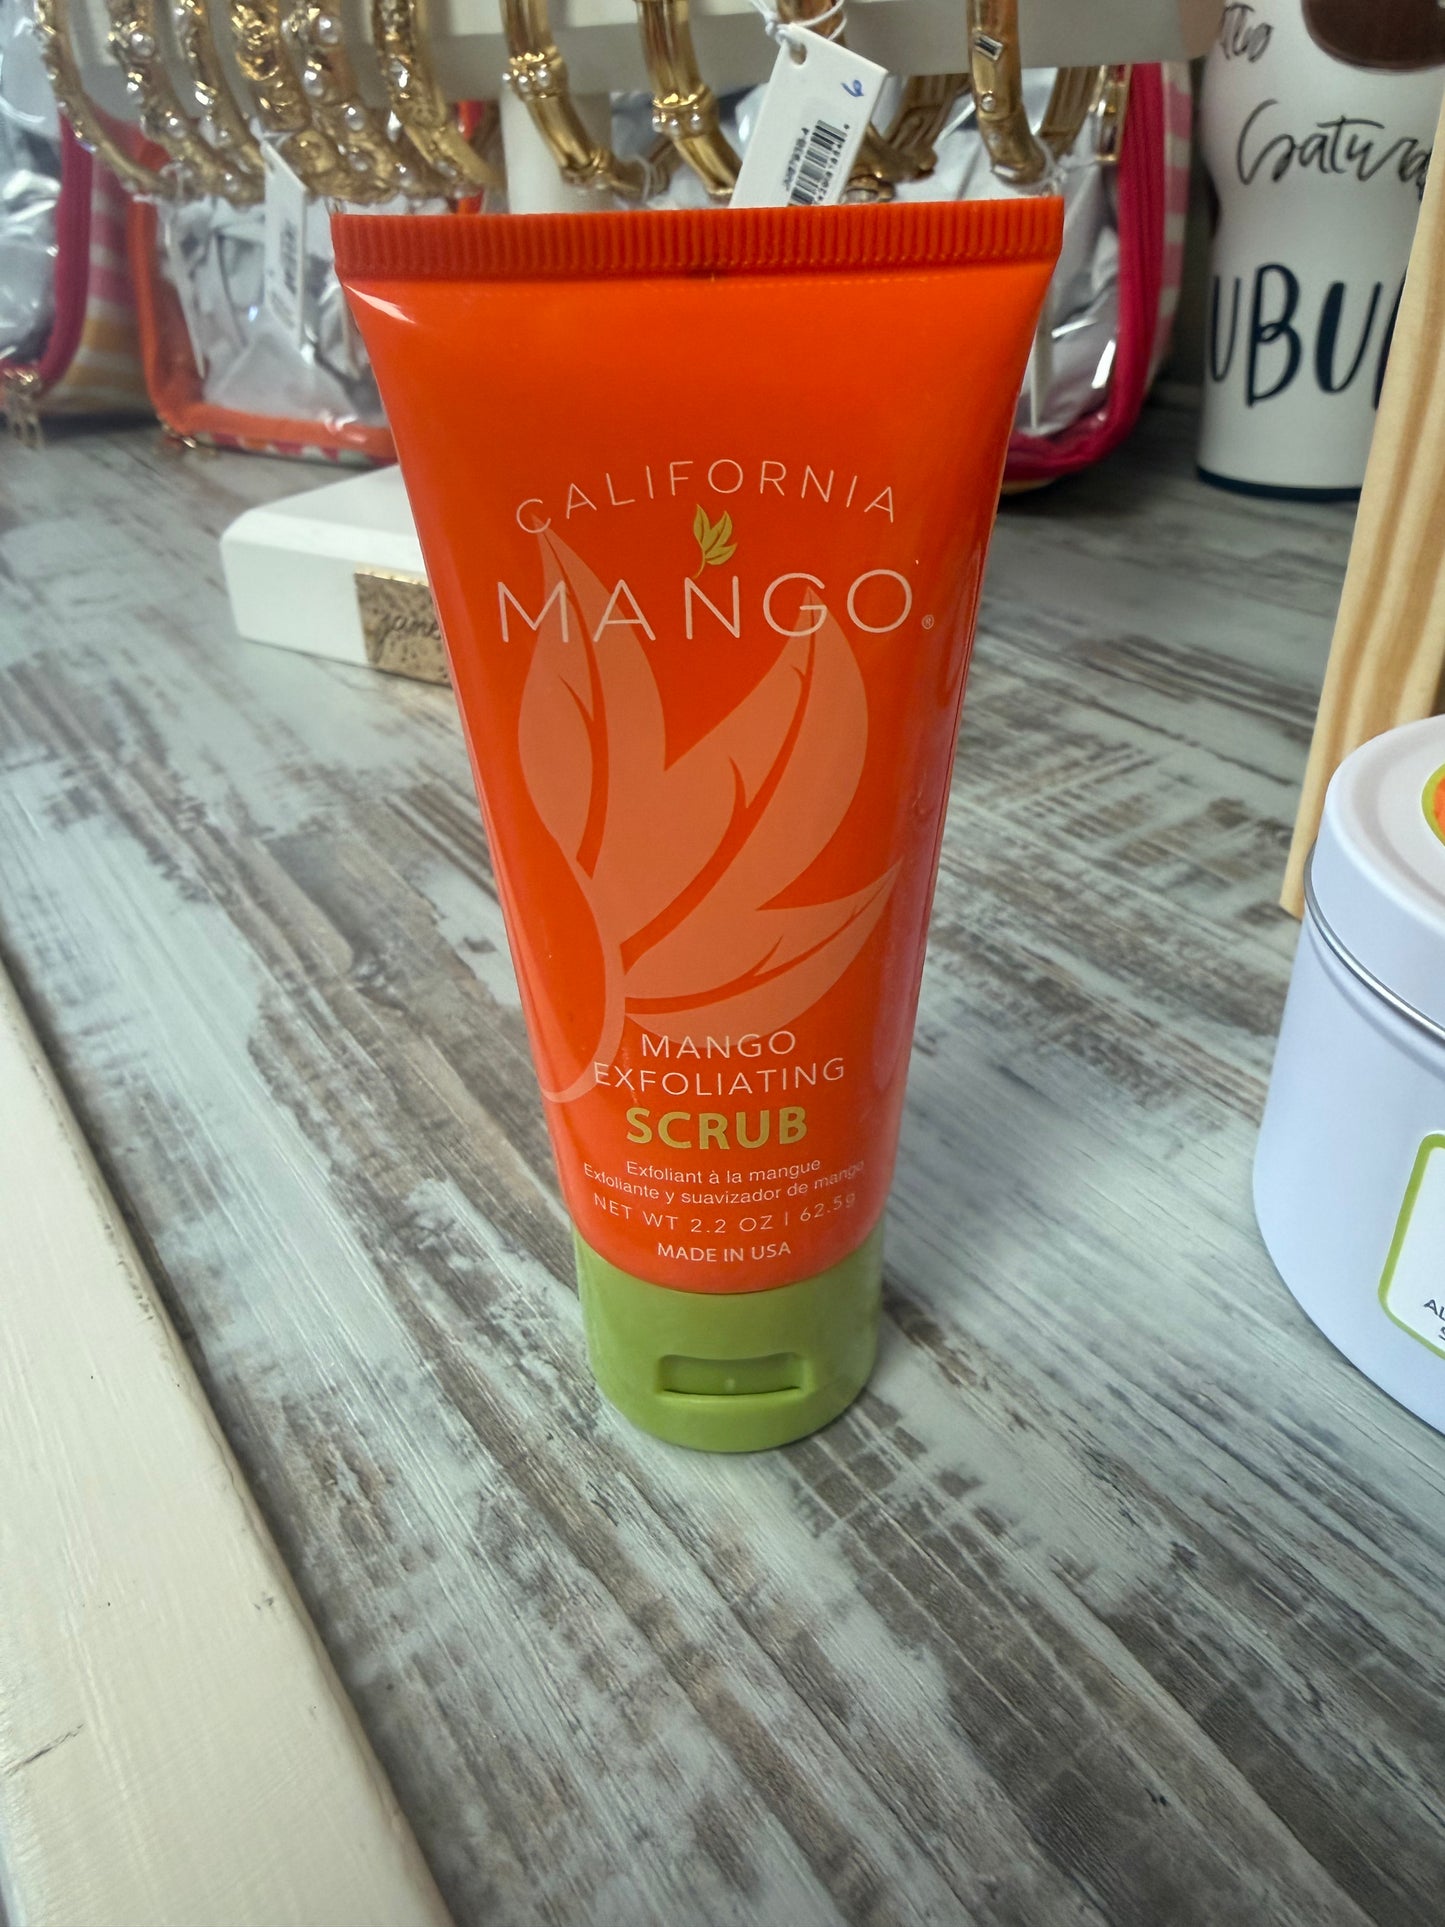 CALIFORNIA
MANGO®
MANGO
EXFOLIATING
SCRUB
Exfoliant à la mangue
Exfoliante y suavizador de mango
NET WT 2.2 OZ | 62.5g
MADE IN USA